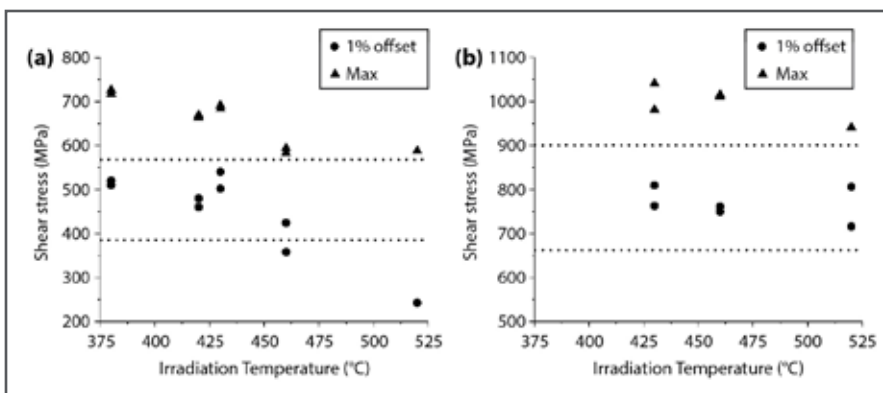 (a)
1% offset
Max
800
700
600
500
400
300
200
Shear stress (MPa)
375 400 425 450 475 500 525
Irradiation Temperature (°C)
(b)
1% offset
Max
1100
1000
900
800
700
600
500
Shear stress (MPa)
375 400 425 450 475 500 525
Irradiation Temperature (°C)